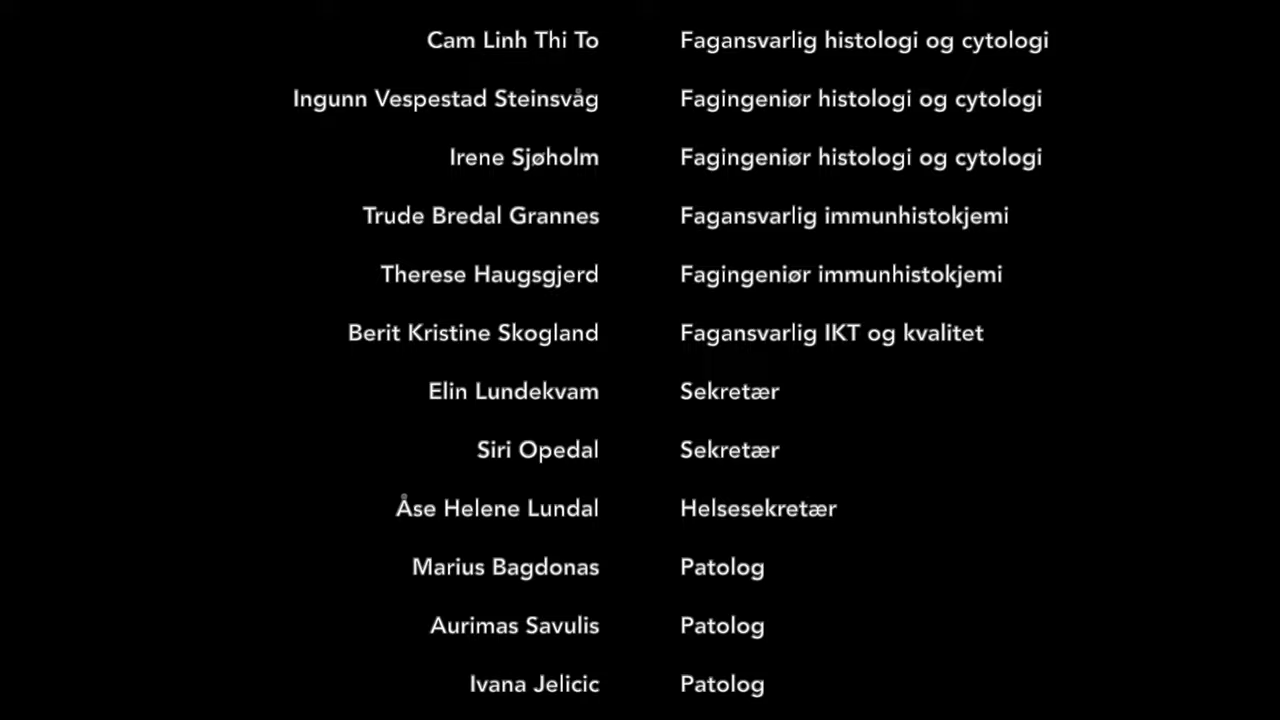 Cam Linh Thi To Fagansvarlig histologi og cytologi
Ingunn Vespestad Steinsvåg Fagingeniør histologi og cytologi
Irene Sjøholm Fagingeniør histologi og cytologi
Trude Bredal Grannes Fagansvarlig immunhistokjemi
Therese Haugsgjerd Fagingeniør immunhistokjemi
Berit Kristine Skogland Fagansvarlig IKT og kvalitet
Elin Lundekvam Sekretær
Siri Opedal Sekretær
Åse Helene Lundal Helsesekretær
Marius Bagdonas Patolog
Aurimas Savulis Patolog
Ivana Jelicic Patolog